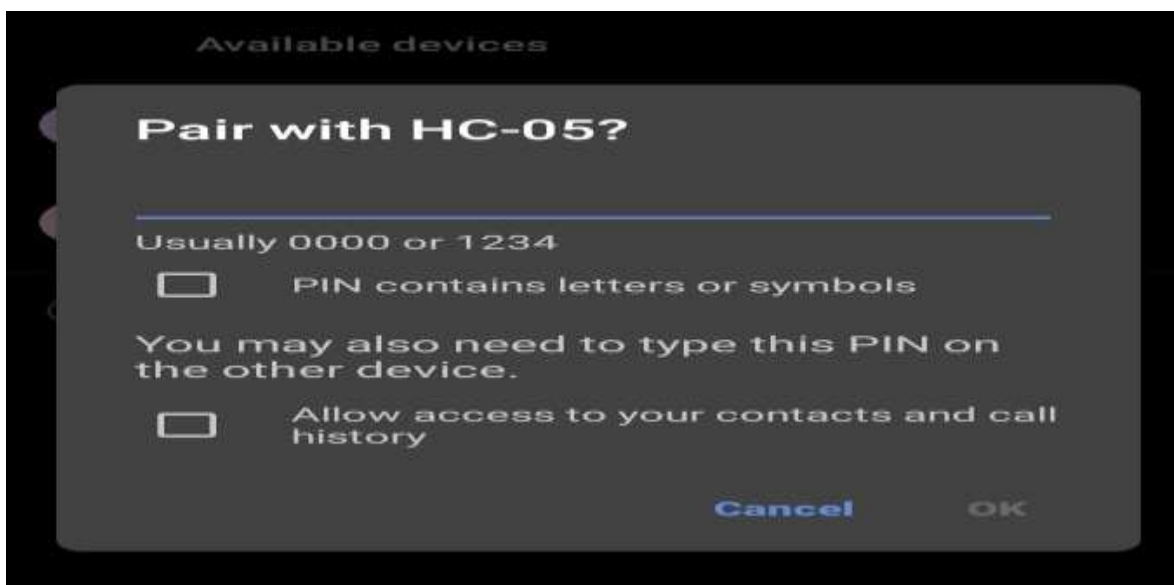 Available devices
Pair with HC-05?
Usually 0000 or 1234
PIN contains letters or symbols
You may also need to type this PIN on
the other device.
Allow access to your contacts and call
history
Cancel OK